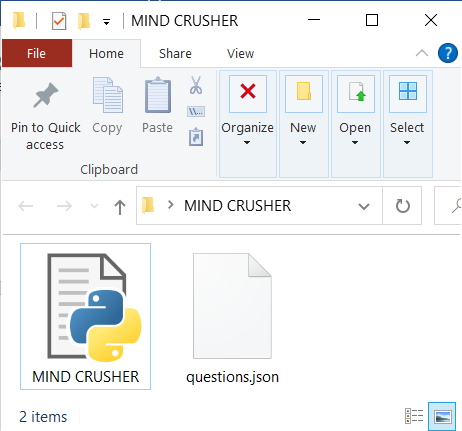 MIND CRUSHER
File Home Share View
Pin to Quick access
Copy
Paste
Organize
New
Open
Select
Clipboard
MIND CRUSHER
MIND CRUSHER
questions.json
2 items